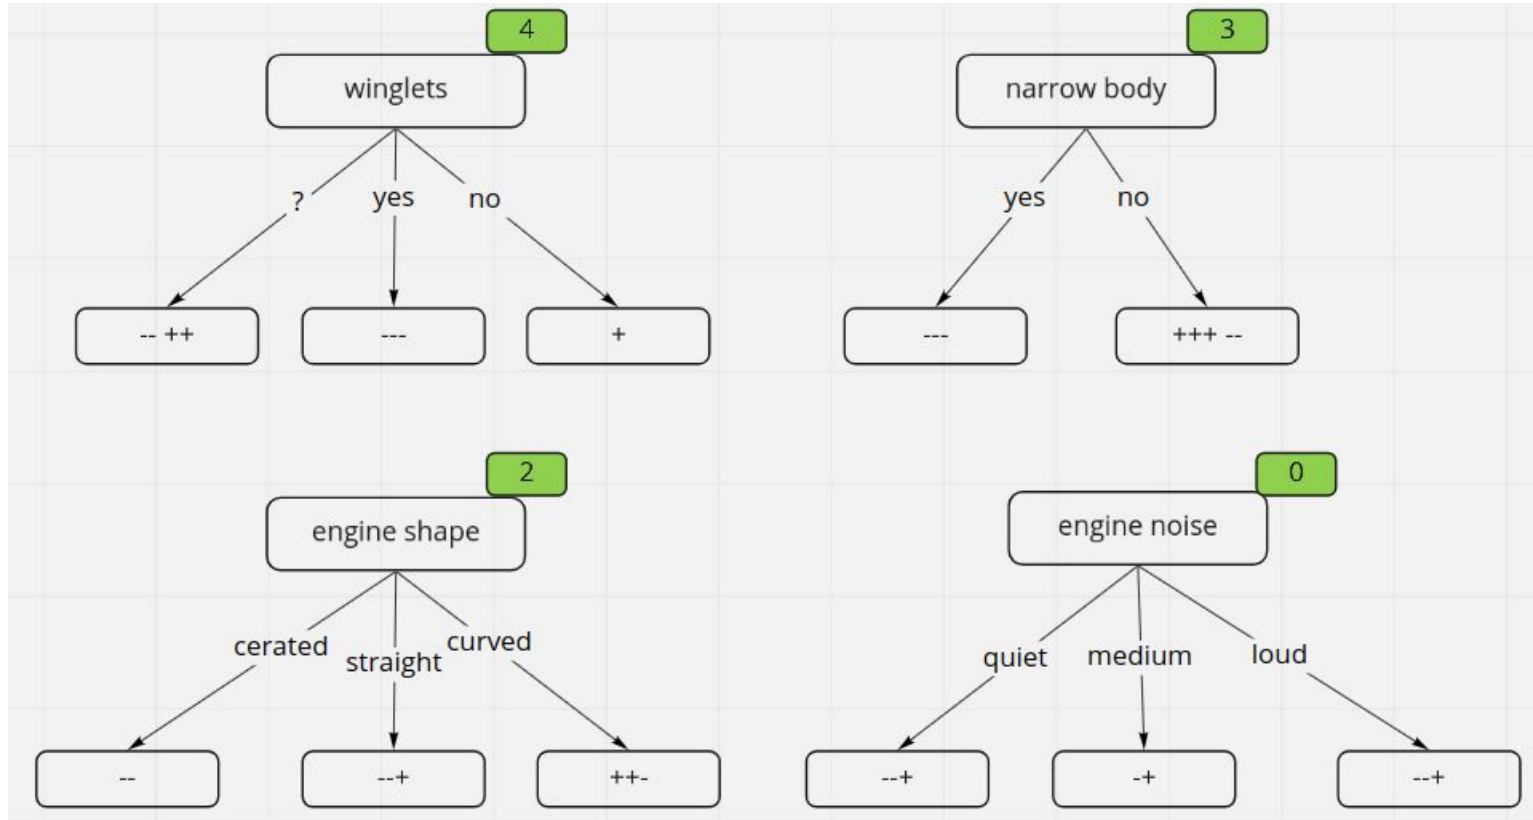 4
winglets
3
narrow body
? yes no
yes no
-- ++
---
+
---
+++ --
2
engine shape
0
engine noise
cerated straight curved
quiet medium loud
--
--+
++-
--+
-+
--+